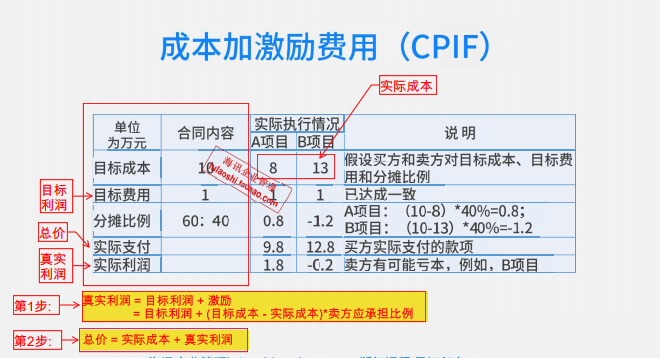 成本加激励费用（CPIF）
实际成本
单位
为万元
合同内容
实际执行情况
A项目
B项目
说 明
目标成本
10
8
13
假设买方和卖方对目标成本、目标费
用和分摊比例
目标
利润
目标费用
1
1
1
已达成一致
分摊比例
60：40
0.8
-1.2
A项目：（10-8）*40%=0.8；
B项目：（10-13）*40%=-1.2
总价
实际支付
9.8
12.8
买方实际支付的款项
真实
利润
实际利润
1.8
-0.2
卖方有可能亏本，例如，B项目
海讯企业管理
第1步:
真实利润 = 目标利润 + 激励
= 目标利润 + (目标成本 - 实际成本)*卖方应承担比例
第2步:
总价 = 实际成本 + 真实利润